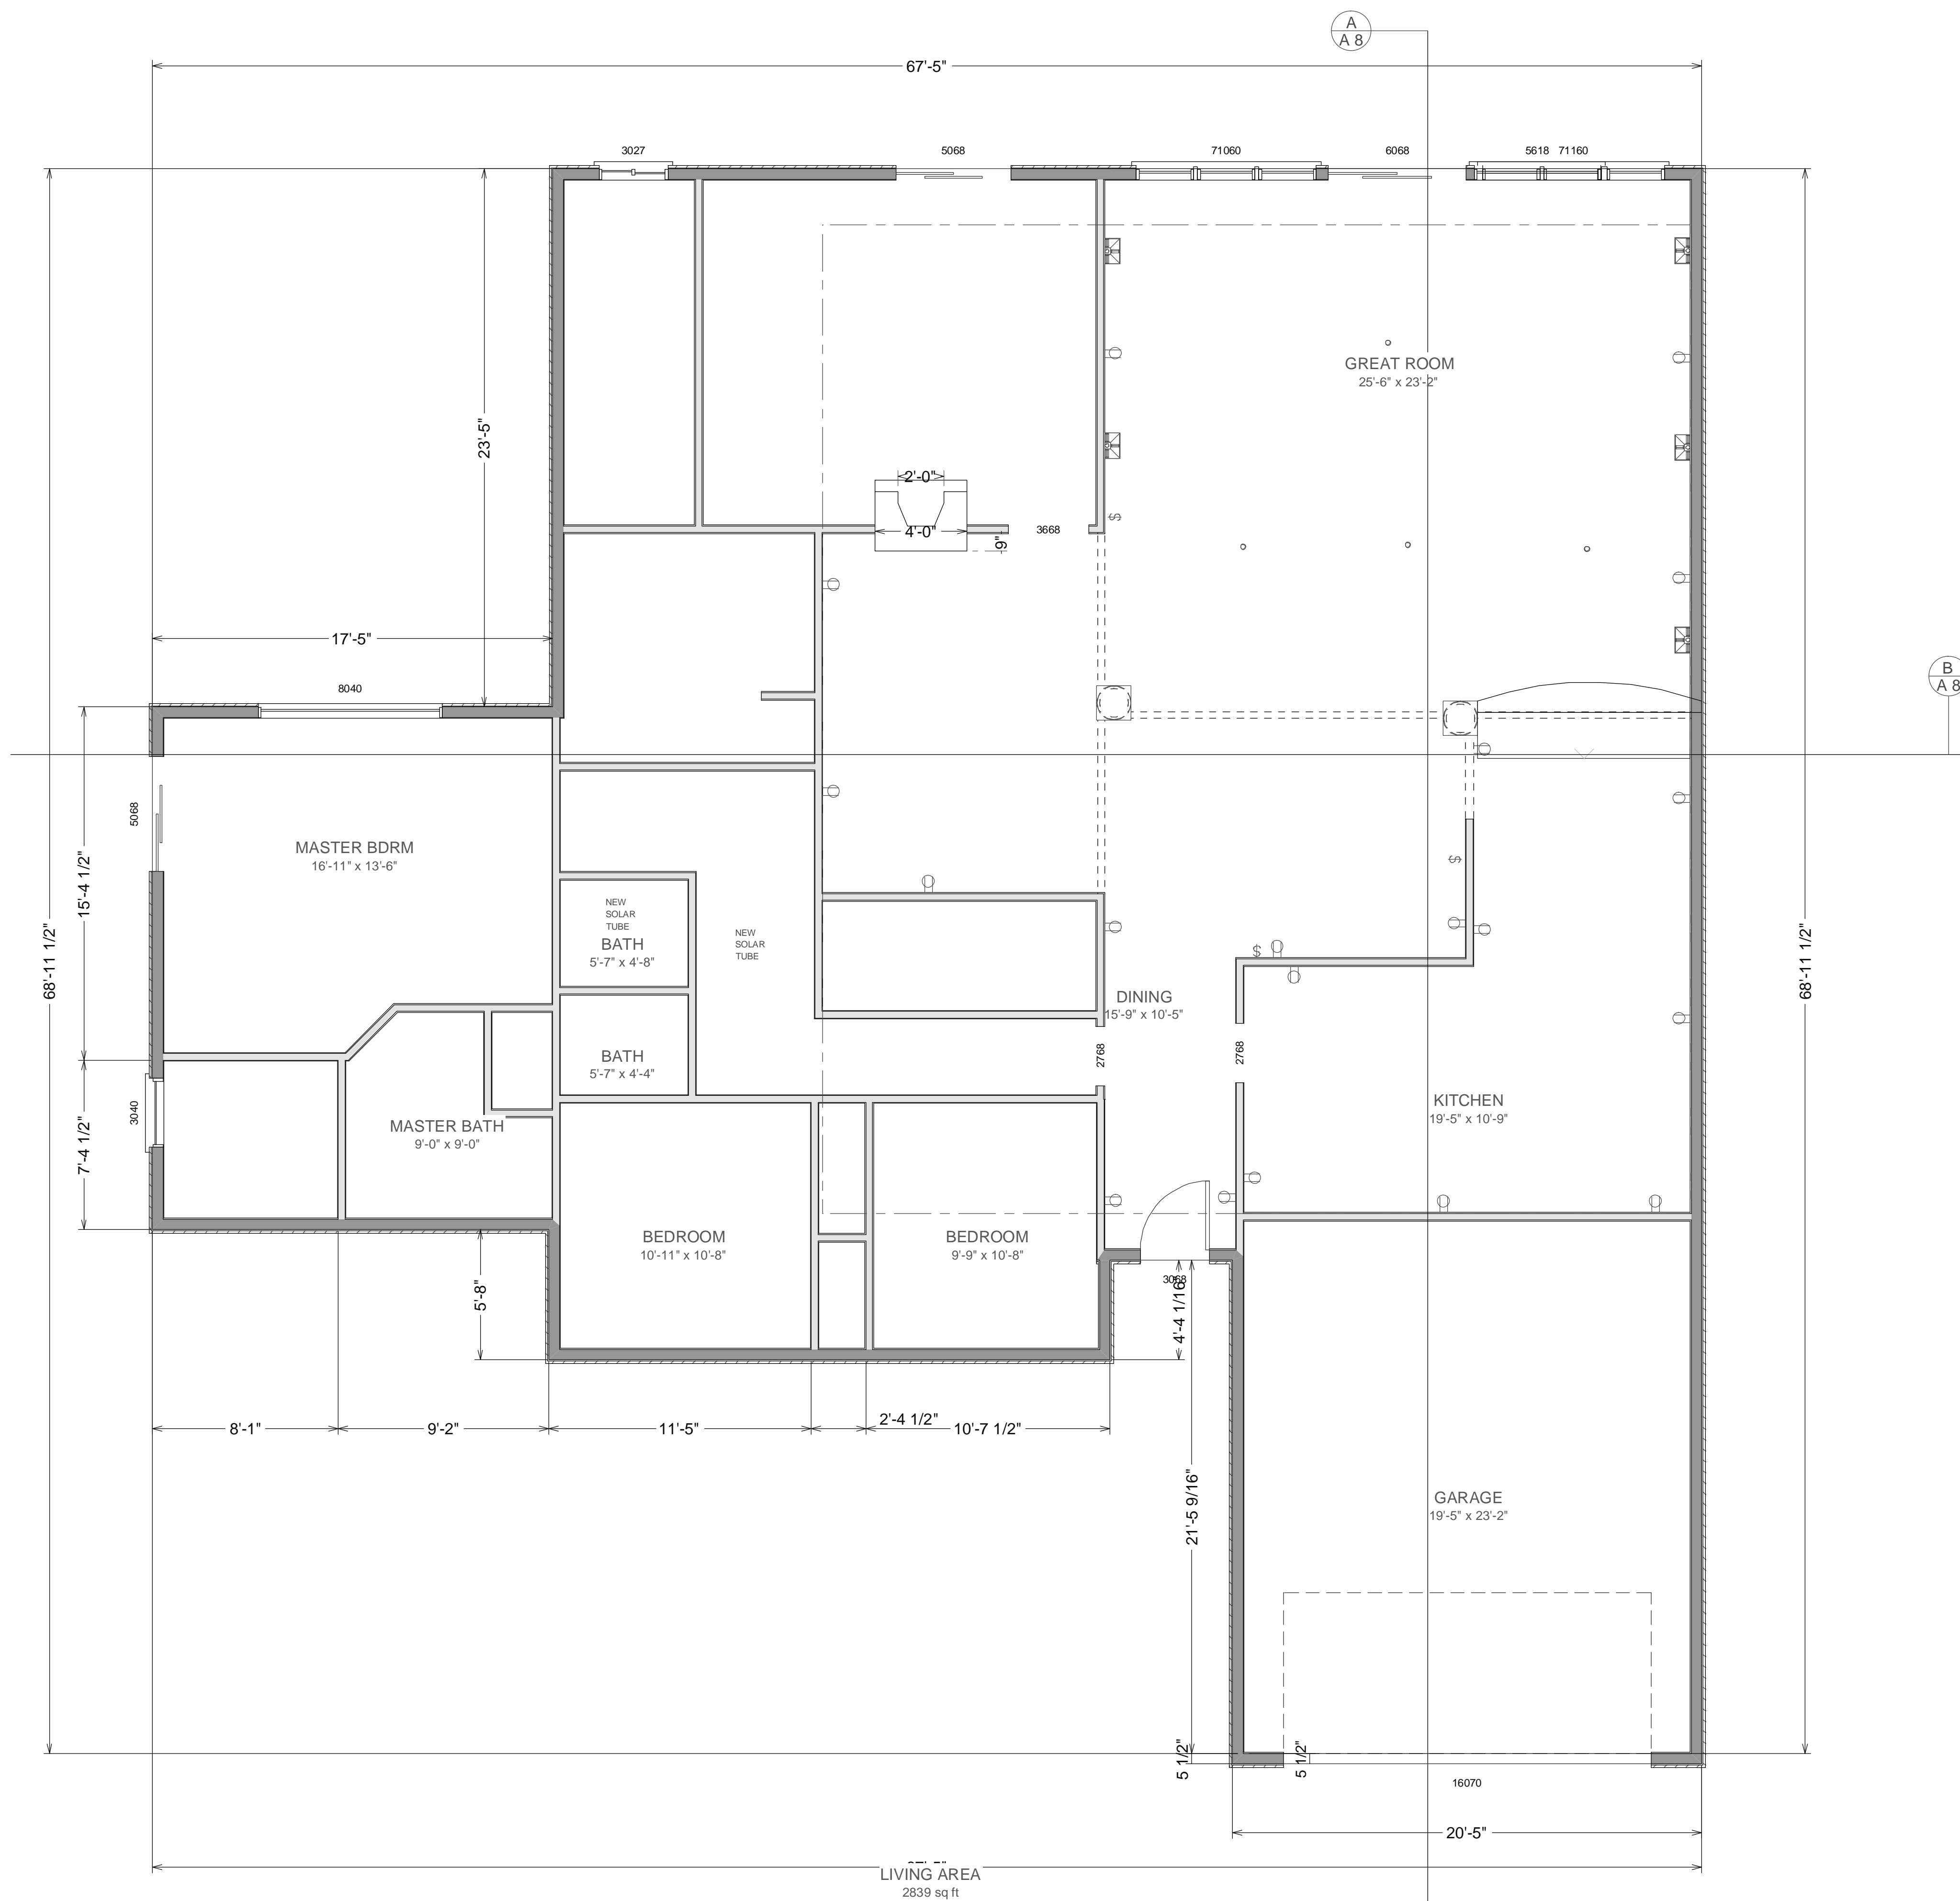 A
A 8
67'-5"
3027
5068
71060
6068
5618
71160
23'-5"
GREAT ROOM
25'-6" x 23'-2"
2'-0"
4'-0"
9"
3668
$
17'-5"
8040
B
A 8
5068
MASTER BDRM
16'-11" x 13'-6"
15'-4 1/2"
$
NEW
SOLAR
TUBE
BATH
5'-7" x 4'-8"
NEW
SOLAR
TUBE
$
68'-11 1/2"
68'-11 1/2"
DINING
15'-9" x 10'-5"
2768
2768
BATH
5'-7" x 4'-4"
3040
7'-4 1/2"
MASTER BATH
9'-0" x 9'-0"
KITCHEN
19'-5" x 10'-9"
BEDROOM
10'-11" x 10'-8"
BEDROOM
9'-9" x 10'-8"
5'-8"
3068
4'-4 1/16"
8'-1"
9'-2"
11'-5"
2'-4 1/2"
10'-7 1/2"
21'-5 9/16"
GARAGE
19'-5" x 23'-2"
5 1/2"
5 1/2"
16070
20'-5"
LIVING AREA
2839 sq ft